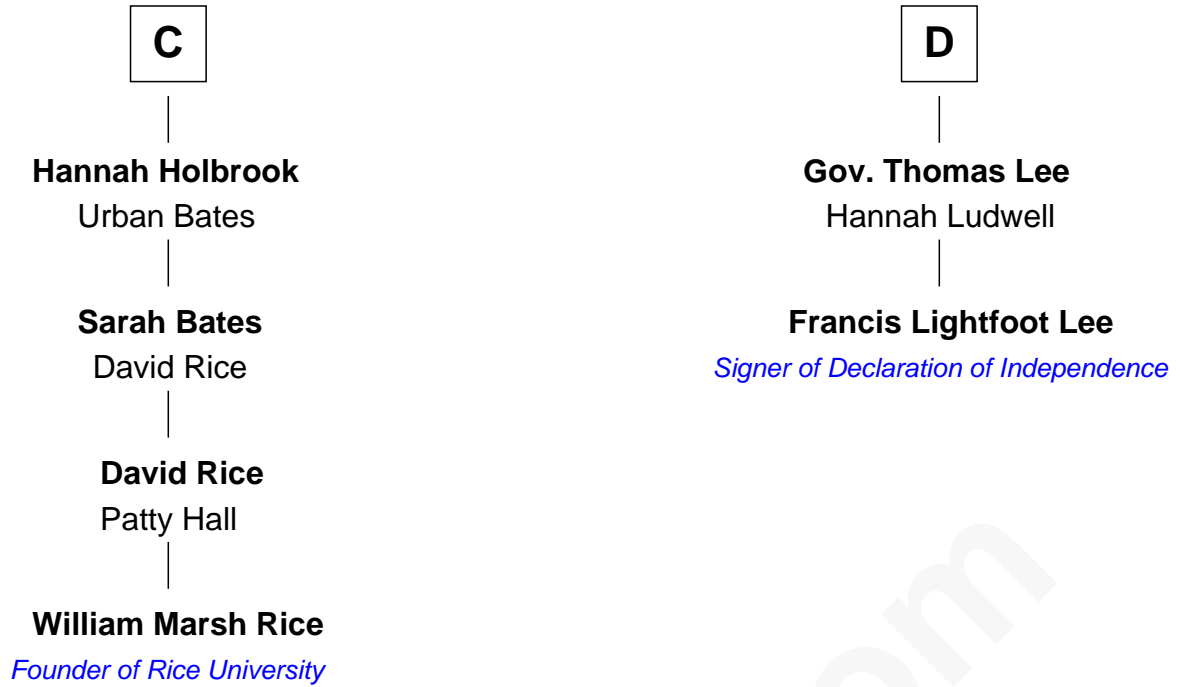 C
Hannah Holbrook
Urban Bates
Sarah Bates
David Rice
David Rice
Patty Hall
William Marsh Rice
Founder of Rice University
D
Gov. Thomas Lee
Hannah Ludwell
Francis Lightfoot Lee
Signer of Declaration of Independence
om